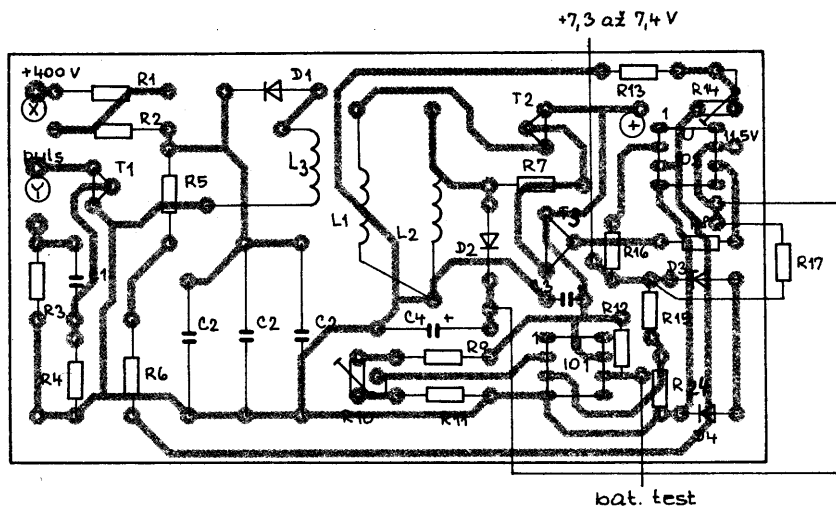 +7,3 až 7,4 V
+400 V
R1
D1
R13
R14
X
T2
+
1
R2
1,5V
puls
T1
L3
R7
Y
R5
L1
L2
D2
R16
R17
D3
R3
C2
C2
C2
C4 +
R12
R15
R9
1
IO1
R4
R6
R10
R11
D4
bat. test